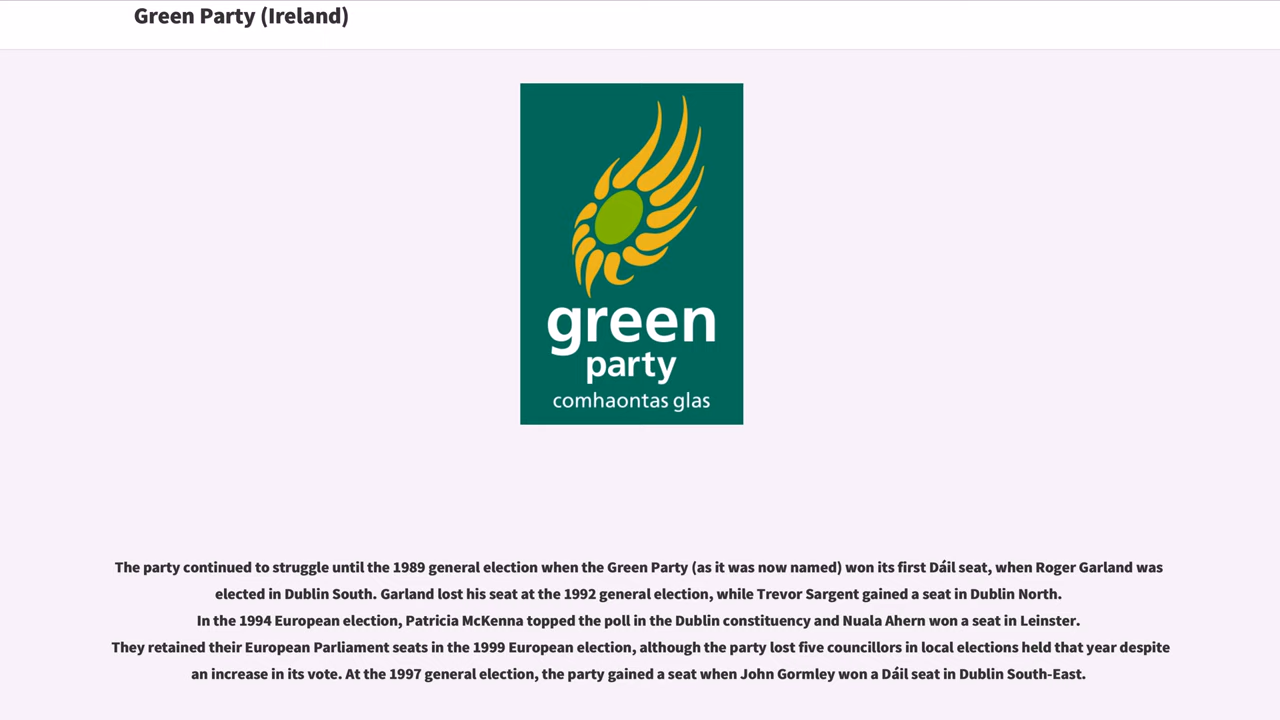 Green Party (Ireland)
green
party
comhaontas glas
The party continued to struggle until the 1989 general election when the Green Party (as it was now named) won its first Dáil seat, when Roger Garland was
elected in Dublin South. Garland lost his seat at the 1992 general election, while Trevor Sargent gained a seat in Dublin North.
In the 1994 European election, Patricia McKenna topped the poll in the Dublin constituency and Nuala Ahern won a seat in Leinster.
They retained their European Parliament seats in the 1999 European election, although the party lost five councillors in local elections held that year despite
an increase in its vote. At the 1997 general election, the party gained a seat when John Gormley won a Dáil seat in Dublin South-East.